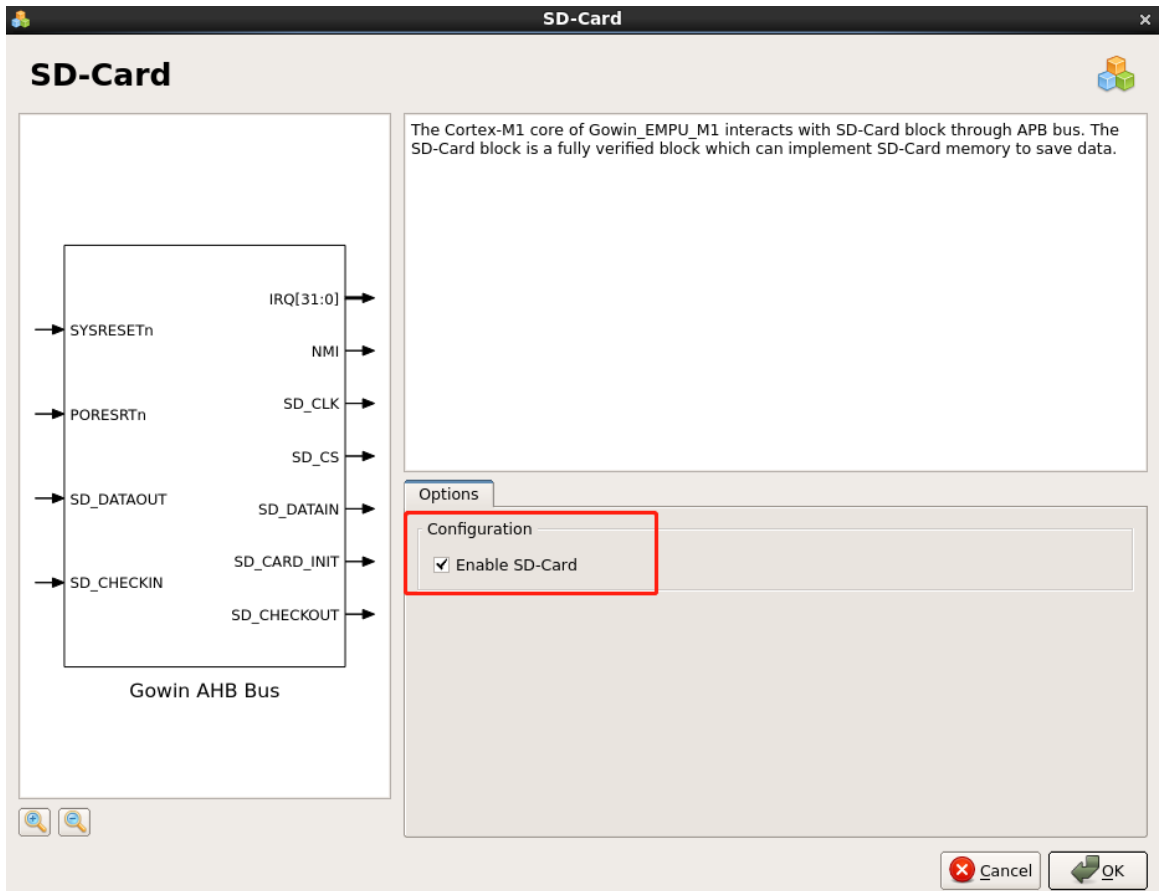 SD-Card
SD-Card
The Cortex-M1 core of Gowin_EMPU_M1 interacts with SD-Card block through APB bus. The
SD-Card block is a fully verified block which can implement SD-Card memory to save data.
IRQ[31:0]
SYSRESETn
NMI
SD_CLK
PORESRTn
SD_CS
SD_DATAOUT
SD_DATAIN
SD_CARD_INIT
SD_CHECKIN
SD_CHECKOUT
Gowin AHB Bus
Options
Configuration
Enable SD-Card
Cancel
OK